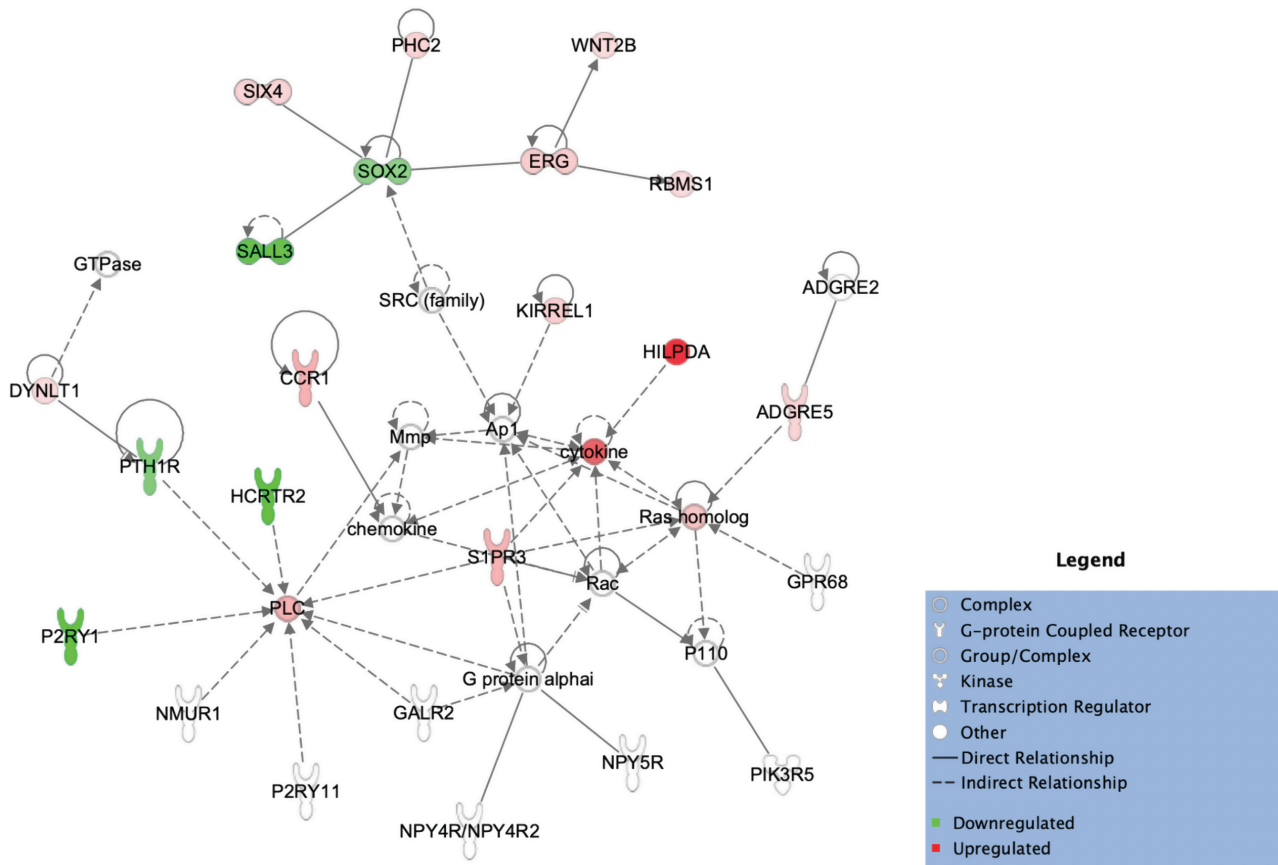 PHC2
WNT2B
SIX4
ERG
SOX2
RBMS1
SALL3
GTPase
ADGRE2
SRC (family)
KIRREL1
HILPDA
CCR1
DYNLT1
ADGRE5
Ap1
Mmp
cytokine
PTH1R
HCRTR2
Ras homolog
chemokine
S1PR3
Rac
GPR68
PLC
P2RY1
P110
G protein alphai
NMUR1
GALR2
NPY5R
PIK3R5
P2RY11
NPY4R/NPY4R2
Legend
Complex
G-protein Coupled Receptor
Group/Complex
Kinase
Transcription Regulator
Other
Direct Relationship
Indirect Relationship
Downregulated
Upregulated